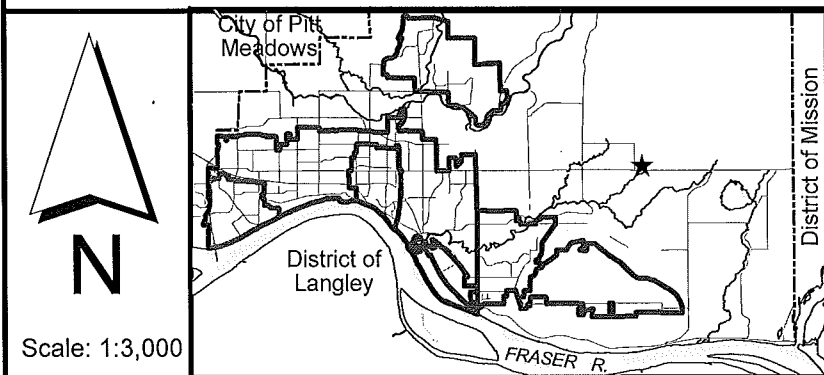 City of Pitt
Meadows
District of Mission
District of
Langley
N
Scale: 1:3,000
FRASER R.